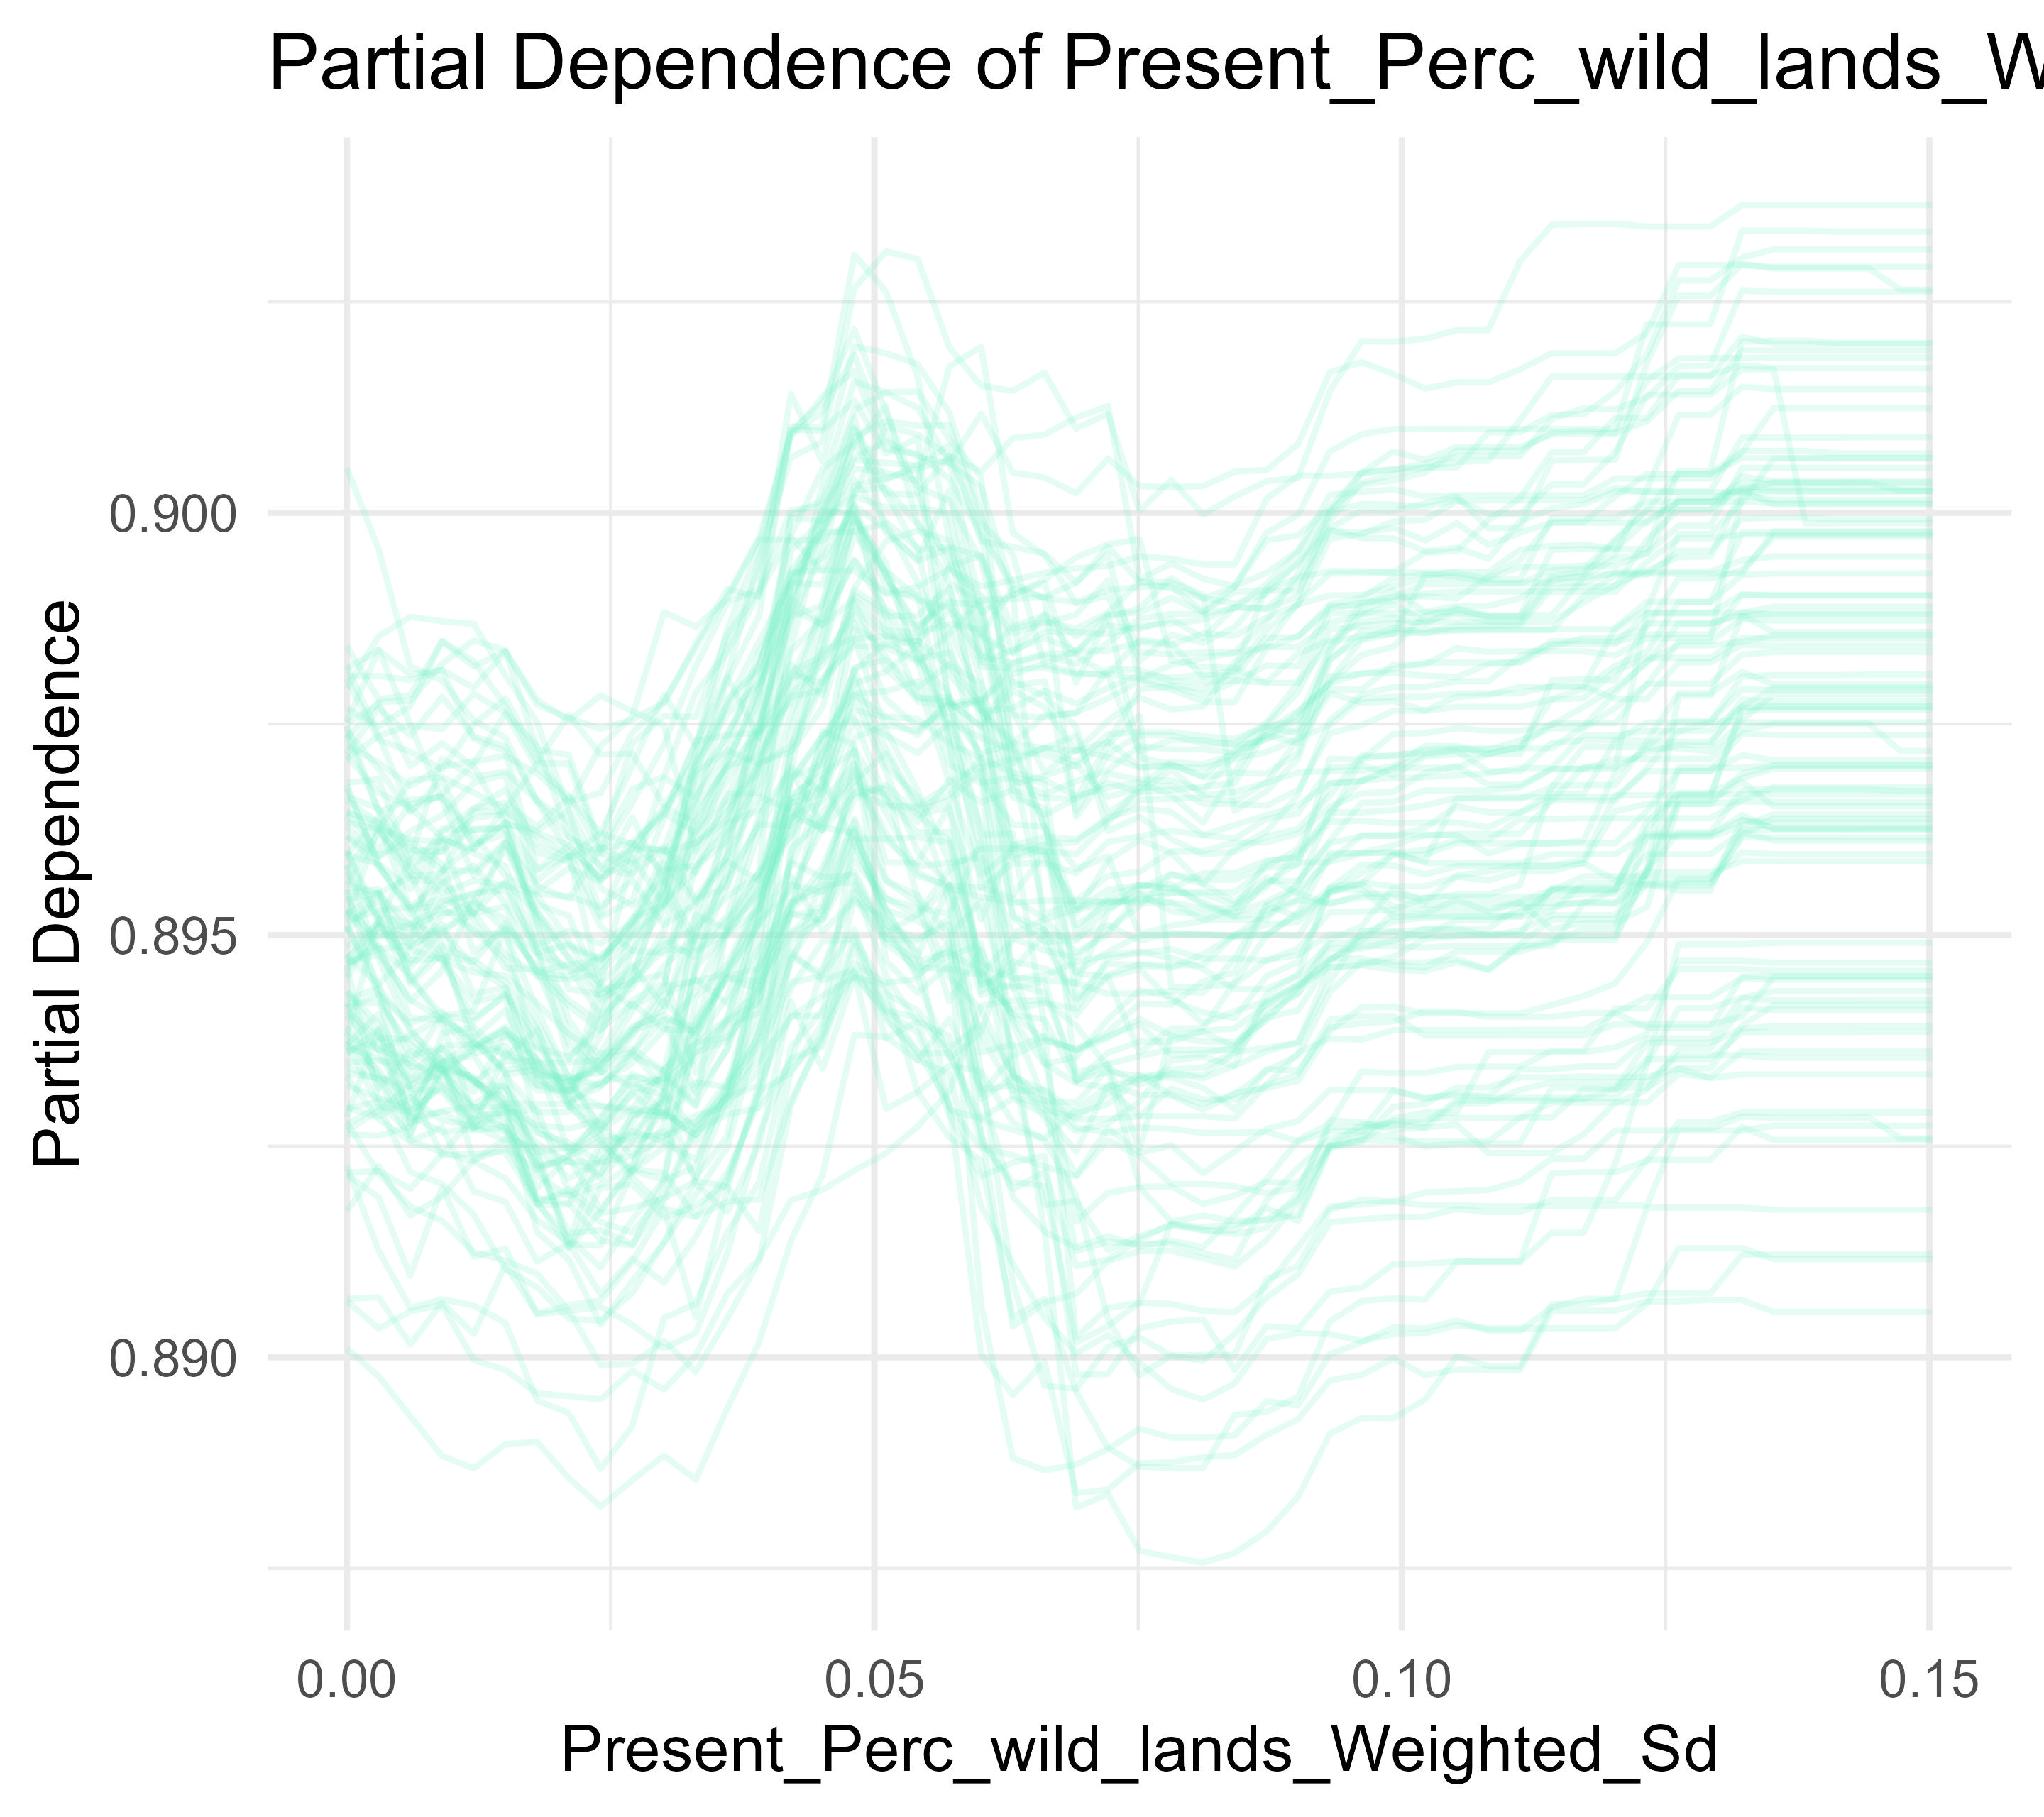 Partial Dependence of Present_Perc_wild_lands_W
Partial Dependence
0.900
0.895
0.890
0.00 0.05 0.10 0.15
Present_Perc_wild_lands_Weighted_Sd